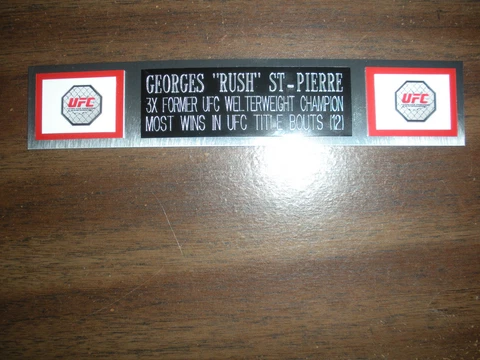 UFC
GEORGES "RUSH" ST-PIERRE
3X FORMER UFC WELTERWEIGHT CHAMPION
MOST WINS IN UFC TITLE BOUTS (12)
UFC